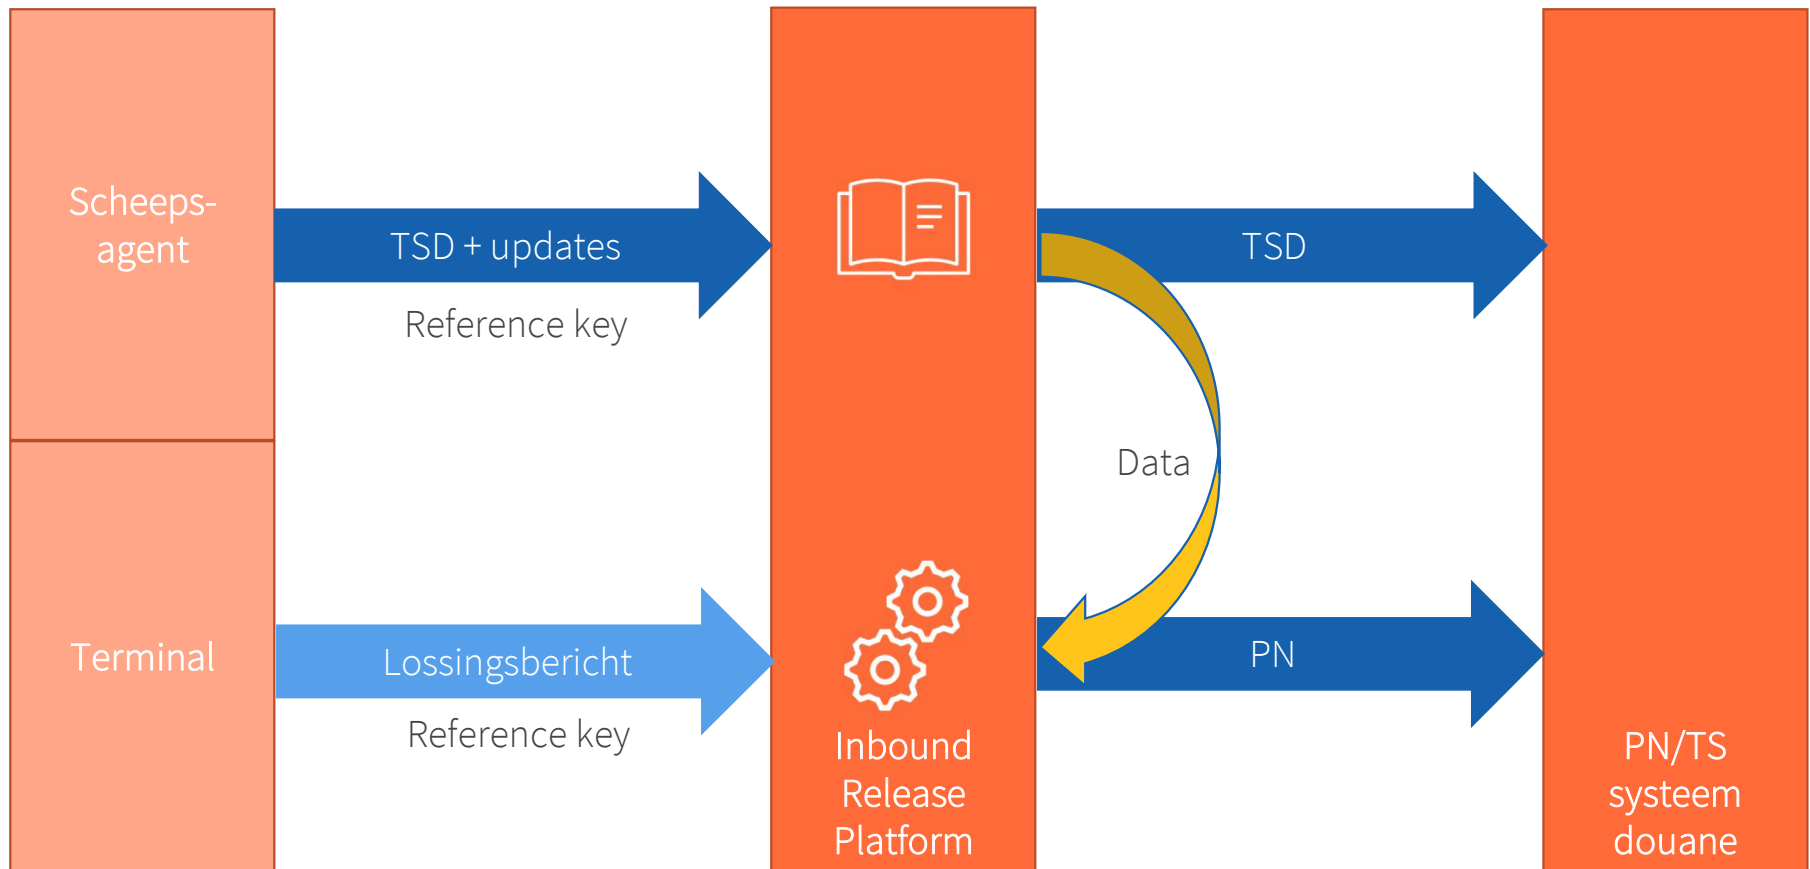 Scheeps-
agent
TSD + updates
Reference key
TSD
Data
Terminal
Lossingsbericht
Reference key
PN
Inbound
Release
Platform
PN/TS
systeem
douane